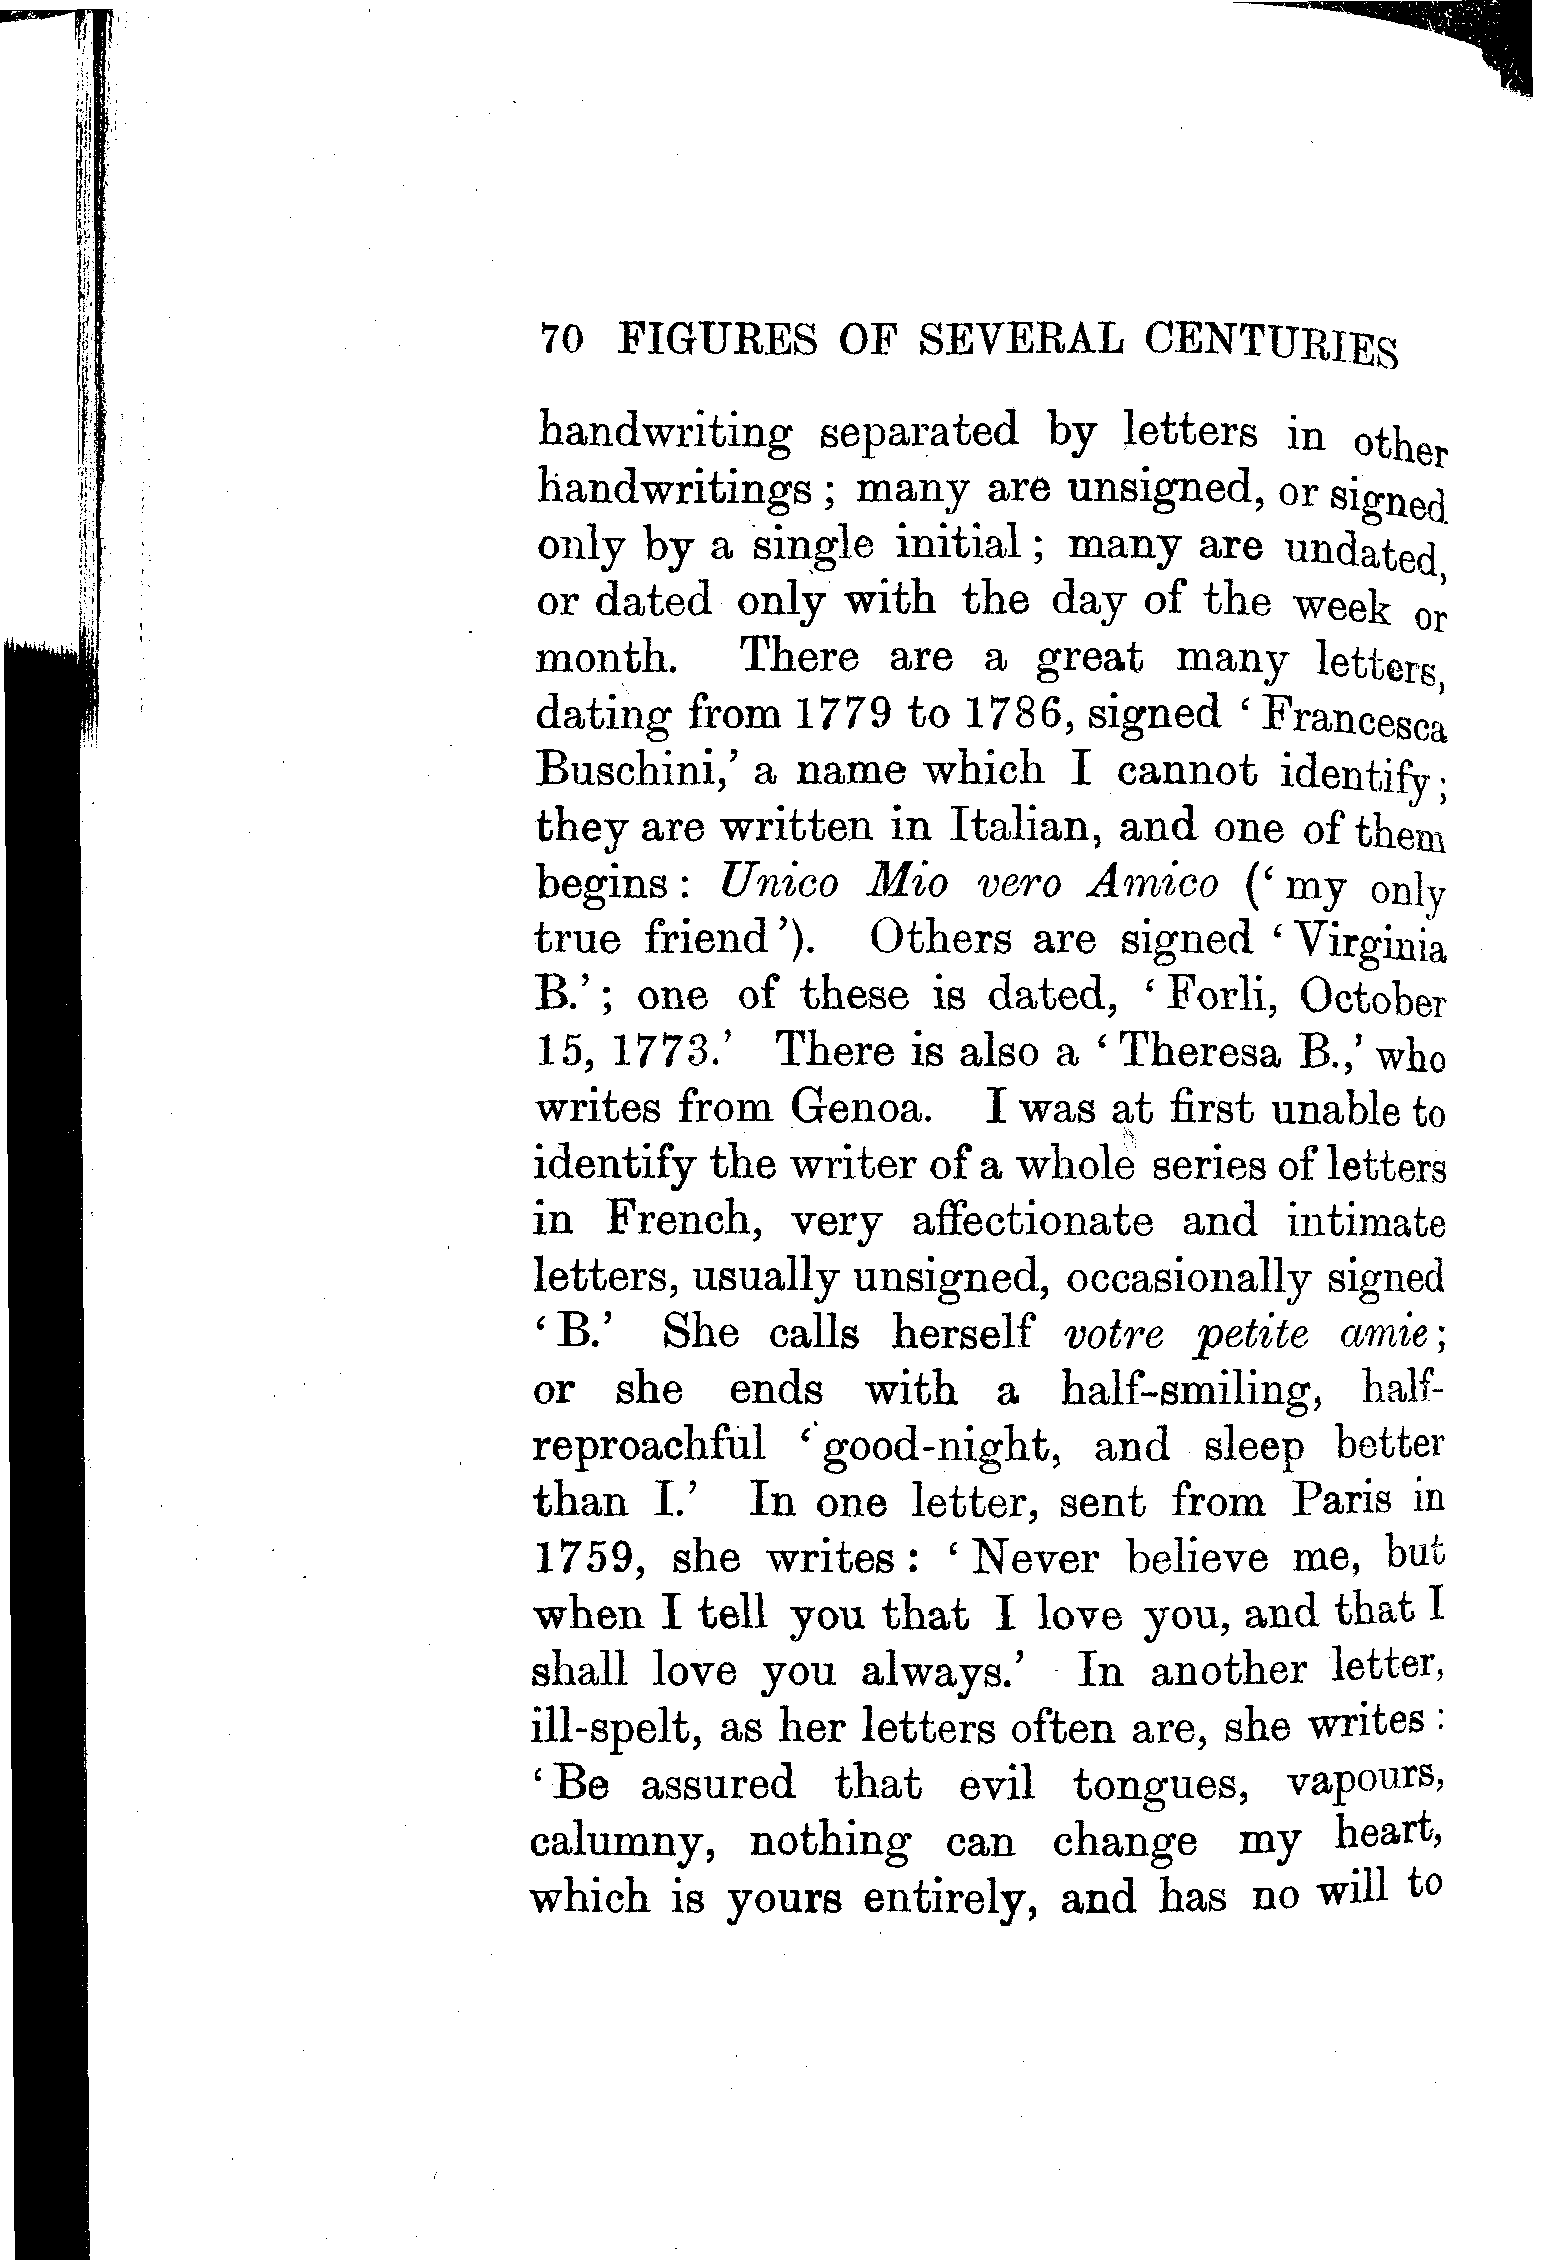 70 FIGURES OF SEVERAL CENTURIES
handwriting separated by letters in other
handwritings ; many are unsigned, or signed
only by a single initial ; many are undated,
or dated only with the day of the week or
month. There are a great many letters,
dating from 1779 to 1786, signed ‘ Francesca
Buschini,’ a name which I cannot identify ;
they are written in Italian, and one of them
begins : Unico Mio vero Amico (‘ my only
true friend ’). Others are signed ‘ Virginia
B.’ ; one of these is dated, ‘ Forli, October
15, 1773.’ There is also a ‘ Theresa B.,’ who
writes from Genoa. I was at first unable to
identify the writer of a whole series of letters
in French, very affectionate and intimate
letters, usually unsigned, occasionally signed
‘ B.’ She calls herself votre petite amie ;
or she ends with a half-smiling, half-
reproachful ‘ good-night, and sleep better
than I.’ In one letter, sent from Paris in
1759, she writes : ‘ Never believe me, but
when I tell you that I love you, and that I
shall love you always.’ In another letter,
ill-spelt, as her letters often are, she writes :
‘ Be assured that evil tongues, vapours,
calumny, nothing can change my heart,
which is yours entirely, and has no will to